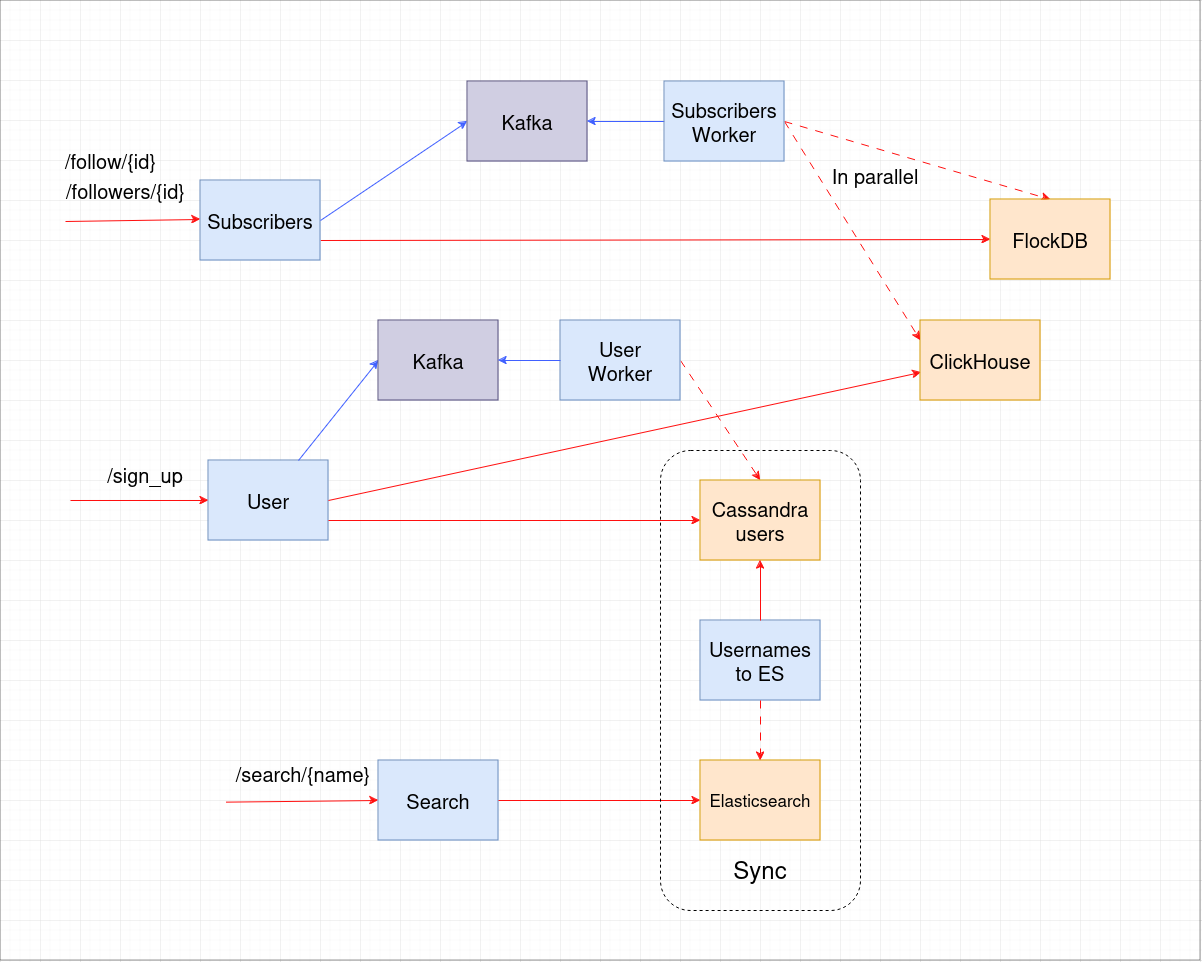 Kafka
Subscribers
Worker
/follow/{id}
/followers/{id}
In parallel
Subscribers
FlockDB
Kafka
User
Worker
ClickHouse
/sign_up
User
Cassandra
users
Usernames
to ES
/search/{name}
Search
Elasticsearch
Sync